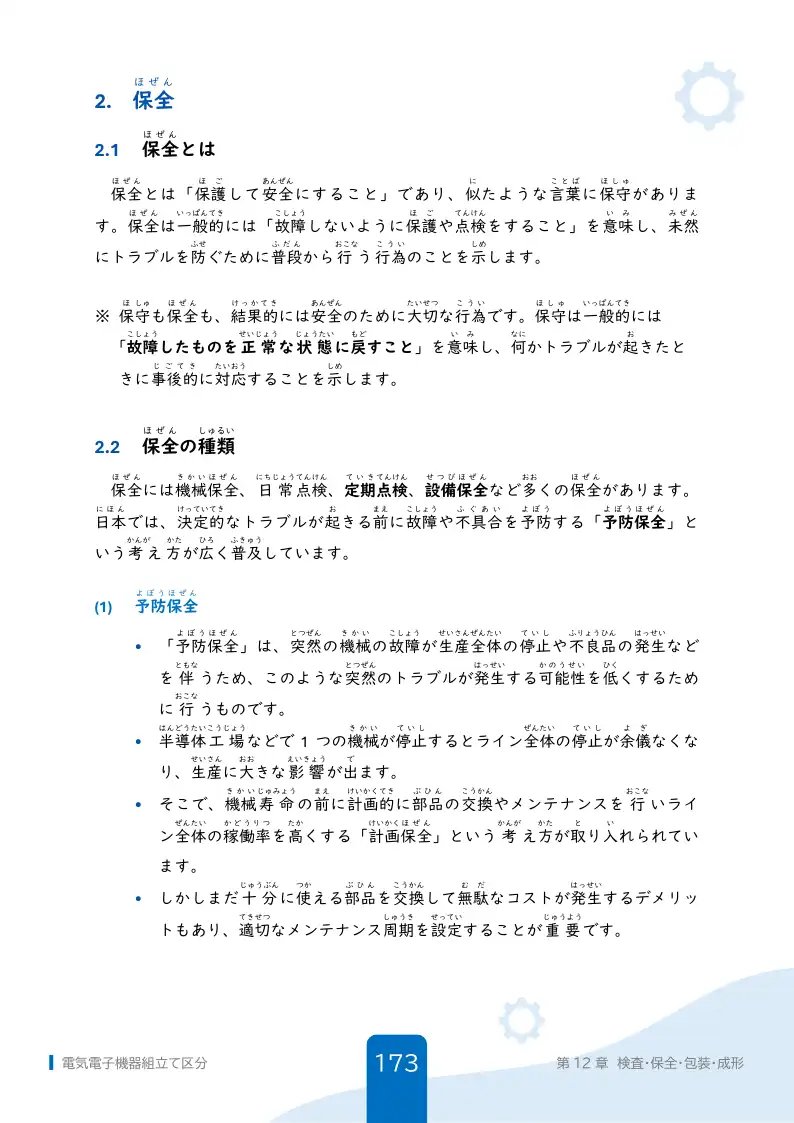 2. 保全
2.1 保全とは
保全とは「保護して安全にすること」であり、似たような言葉に保守がありま
す。保全は一般的には「故障しないように保護や点検をすること」を意味し、未然
にトラブルを防ぐために普段から行う行為のことを示します。
※ 保守も保全も、結果的には安全のために大切な行為です。保守は一般的には
「故障したものを正常な状態に戻すこと」を意味し、何かトラブルが起きたと
きに事後的に対応することを示します。
2.2 保全の種類
保全には機械保全、日常点検、定期点検、設備保全など多くの保全があります。
日本では、決定的なトラブルが起きる前に故障や不具合を予防する「予防保全」と
いう考え方が広く普及しています。
(1) 予防保全
• 「予防保全」は、突然の機械の故障が生産全体の停止や不良品の発生など
を伴うため、このような突然のトラブルが発生する可能性を低くするため
に行うものです。
• 半導体工場などで 1 つの機械が停止するとライン全体の停止が余儀なくな
り、生産に大きな影響が出ます。
• そこで、機械寿命の前に計画的に部品の交換やメンテナンスを行いライ
ン全体の稼働率を高くする「計画保全」という考え方が取り入れられてい
ます。
• しかしまだ十分に使える部品を交換して無駄なコストが発生するデメリッ
トもあり、適切なメンテナンス周期を設定することが重要です。
電気電子機器組立て区分
173
第 12 章 検査・保全・包装・成形